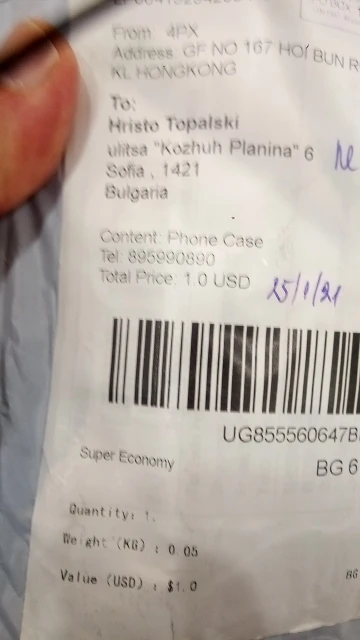 From: 4PX
Address: GF NO 167 HOI BUN R
KL HONGKONG
To:
Hristo Topalski
ulitsa "Kozhuh Planina" 6
Sofia , 1421
Bulgaria
Content: Phone Case
Tel: 895990890
Total Price: 1.0 USD
25/1/21
UG855560647B
Super Economy
BG 6
Quantity: 1.
Weight (KG) : 0.05
Value (USD) : $1.0
BG